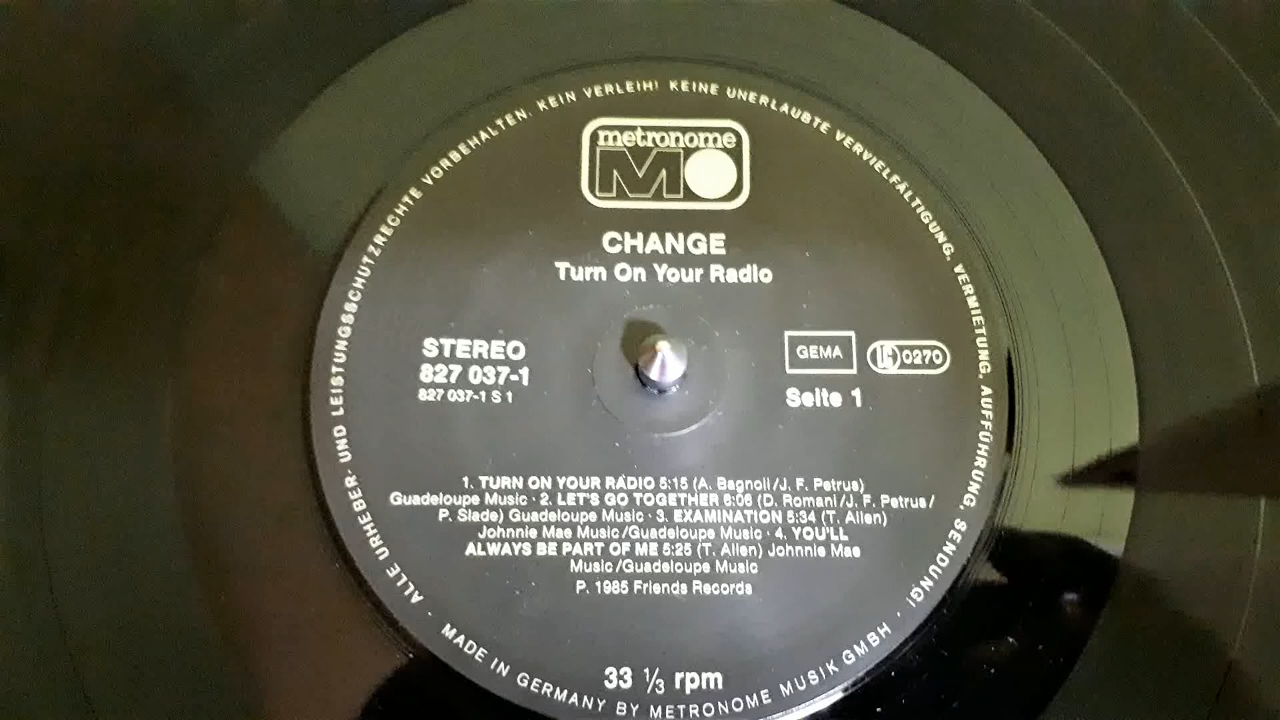 ALLE URHEBER- UND LEISTUNGSSCHUTZRECHTE VORBEHALTEN. KEIN VERLEIH! KEINE UNERLAUBTE VERVIELFÄLTIGUNG, VERMIETUNG, AUFFÜHRUNG, SENDUNG!
metronome
MO
CHANGE
Turn On Your Radio
STEREO
827 037-1
827 037-1 S 1
GEMA
LC 0270
Seite 1
1. TURN ON YOUR RADIO 5:15 (A. Bagnoli/J. F. Petrus)
Guadeloupe Music · 2. LET'S GO TOGETHER 6:06 (D. Romani/J. F. Petrus/
P. Slade) Guadeloupe Music · 3. EXAMINATION 5:34 (T. Allen)
Johnnie Mae Music/Guadeloupe Music · 4. YOU'LL
ALWAYS BE PART OF ME 5:25 (T. Allen) Johnnie Mae
Music/Guadeloupe Music
P. 1985 Friends Records
33 1/3 rpm
· MADE IN GERMANY BY METRONOME MUSIK GMBH ·